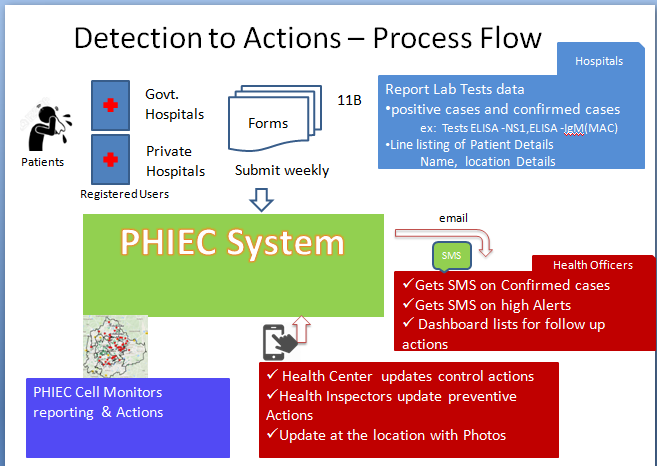 Detection to Actions – Process Flow
Hospitals
Govt.
Hospitals
Private
Hospitals
Patients
Registered Users
Forms
11B
Submit weekly
Report Lab Tests data
•positive cases and confirmed cases
ex: Tests ELISA -NS1,ELISA -IgM(MAC)
•Line listing of Patient Details
Name, location Details
PHIEC System
email
SMS
Health Officers
✓Gets SMS on Confirmed cases
✓Gets SMS on high Alerts
✓ Dashboard lists for follow up
actions
PHIEC Cell Monitors
reporting & Actions
✓ Health Center updates control actions
✓Health Inspectors update preventive
Actions
✓Update at the location with Photos